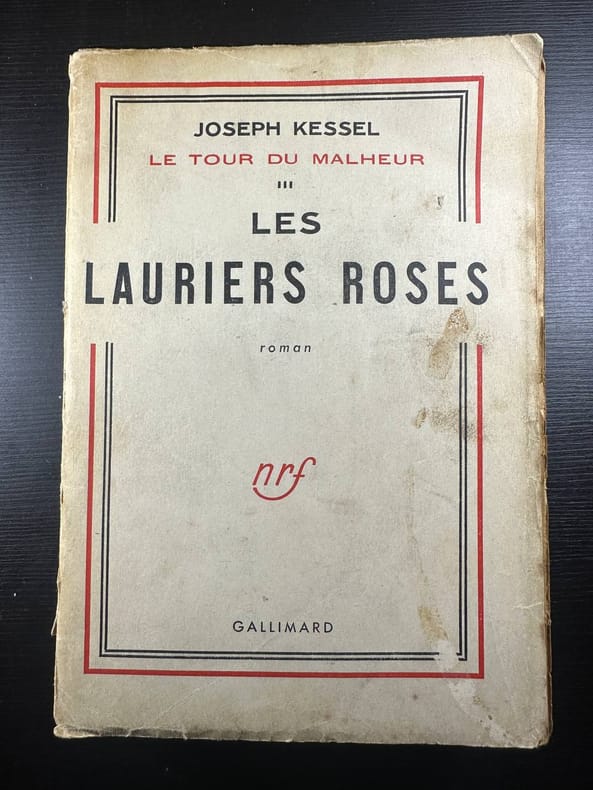 JOSEPH KESSEL
LE TOUR DU MALHEUR
III
LES
LAURIERS ROSES
roman
nrf
GALLIMARD